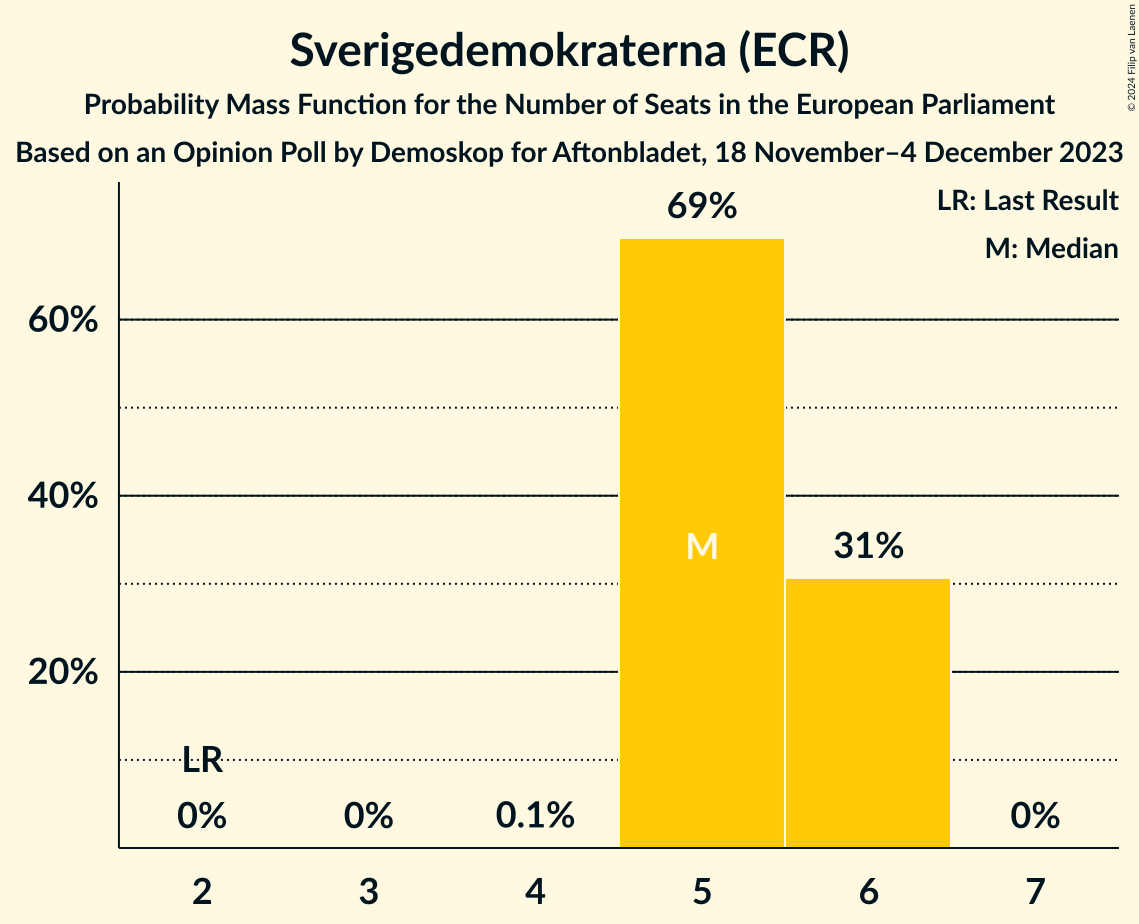 Sverigedemokraterna (ECR)
Probability Mass Function for the Number of Seats in the European Parliament
Based on an Opinion Poll by Demoskop for Aftonbladet, 18 November–4 December 2023
© 2024 Filip van Laenen
LR: Last Result
M: Median
69%
60%
40%
M
31%
20%
LR
0%
0%
0.1%
0%
2
3
4
5
6
7